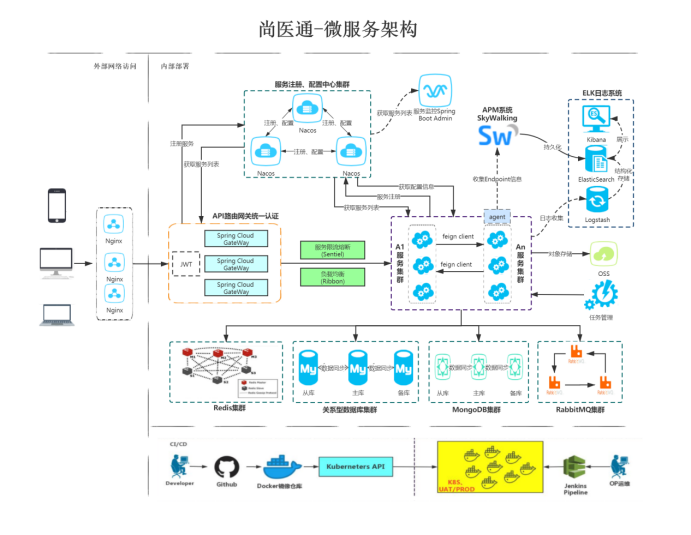 尚医通-微服务架构
外部网络访问
内部部署
服务注册、配置中心集群
Nacos
注册、配置
注册、配置
Nacos
注册、配置
Nacos
获取服务列表
服务监控Spring
Boot Admin
APM系统
SkyWalking
Sw
ELK日志系统
Kibana
展示
ElasticSearch
结构化
存储
Logstash
持久化
收集Endpoint信息
日志收集
注册服务
获取服务列表
获取配置信息
服务注册
获取服务列表
Nginx
Nginx
Nginx
API路由网关统一认证
JWT
Spring Cloud
GateWay
Spring Cloud
GateWay
Spring Cloud
GateWay
服务限流熔断
(Sentiel)
负载均衡
(Ribbon)
A1服务集群
feign client
feign client
agent
An服务集群
对象存储
OSS
任务管理
Redis集群
My
数据同步
My
数据同步
My
从库
主库
备库
关系型数据库集群
数据同步
数据同步
从库
主库
备库
MongoDB集群
RabbitMQ集群
CI/CD
Developer
Github
Docker镜像仓库
Kuberneters API
K8S,
UAT/PROD
Jenkins
Pipeline
OP运维